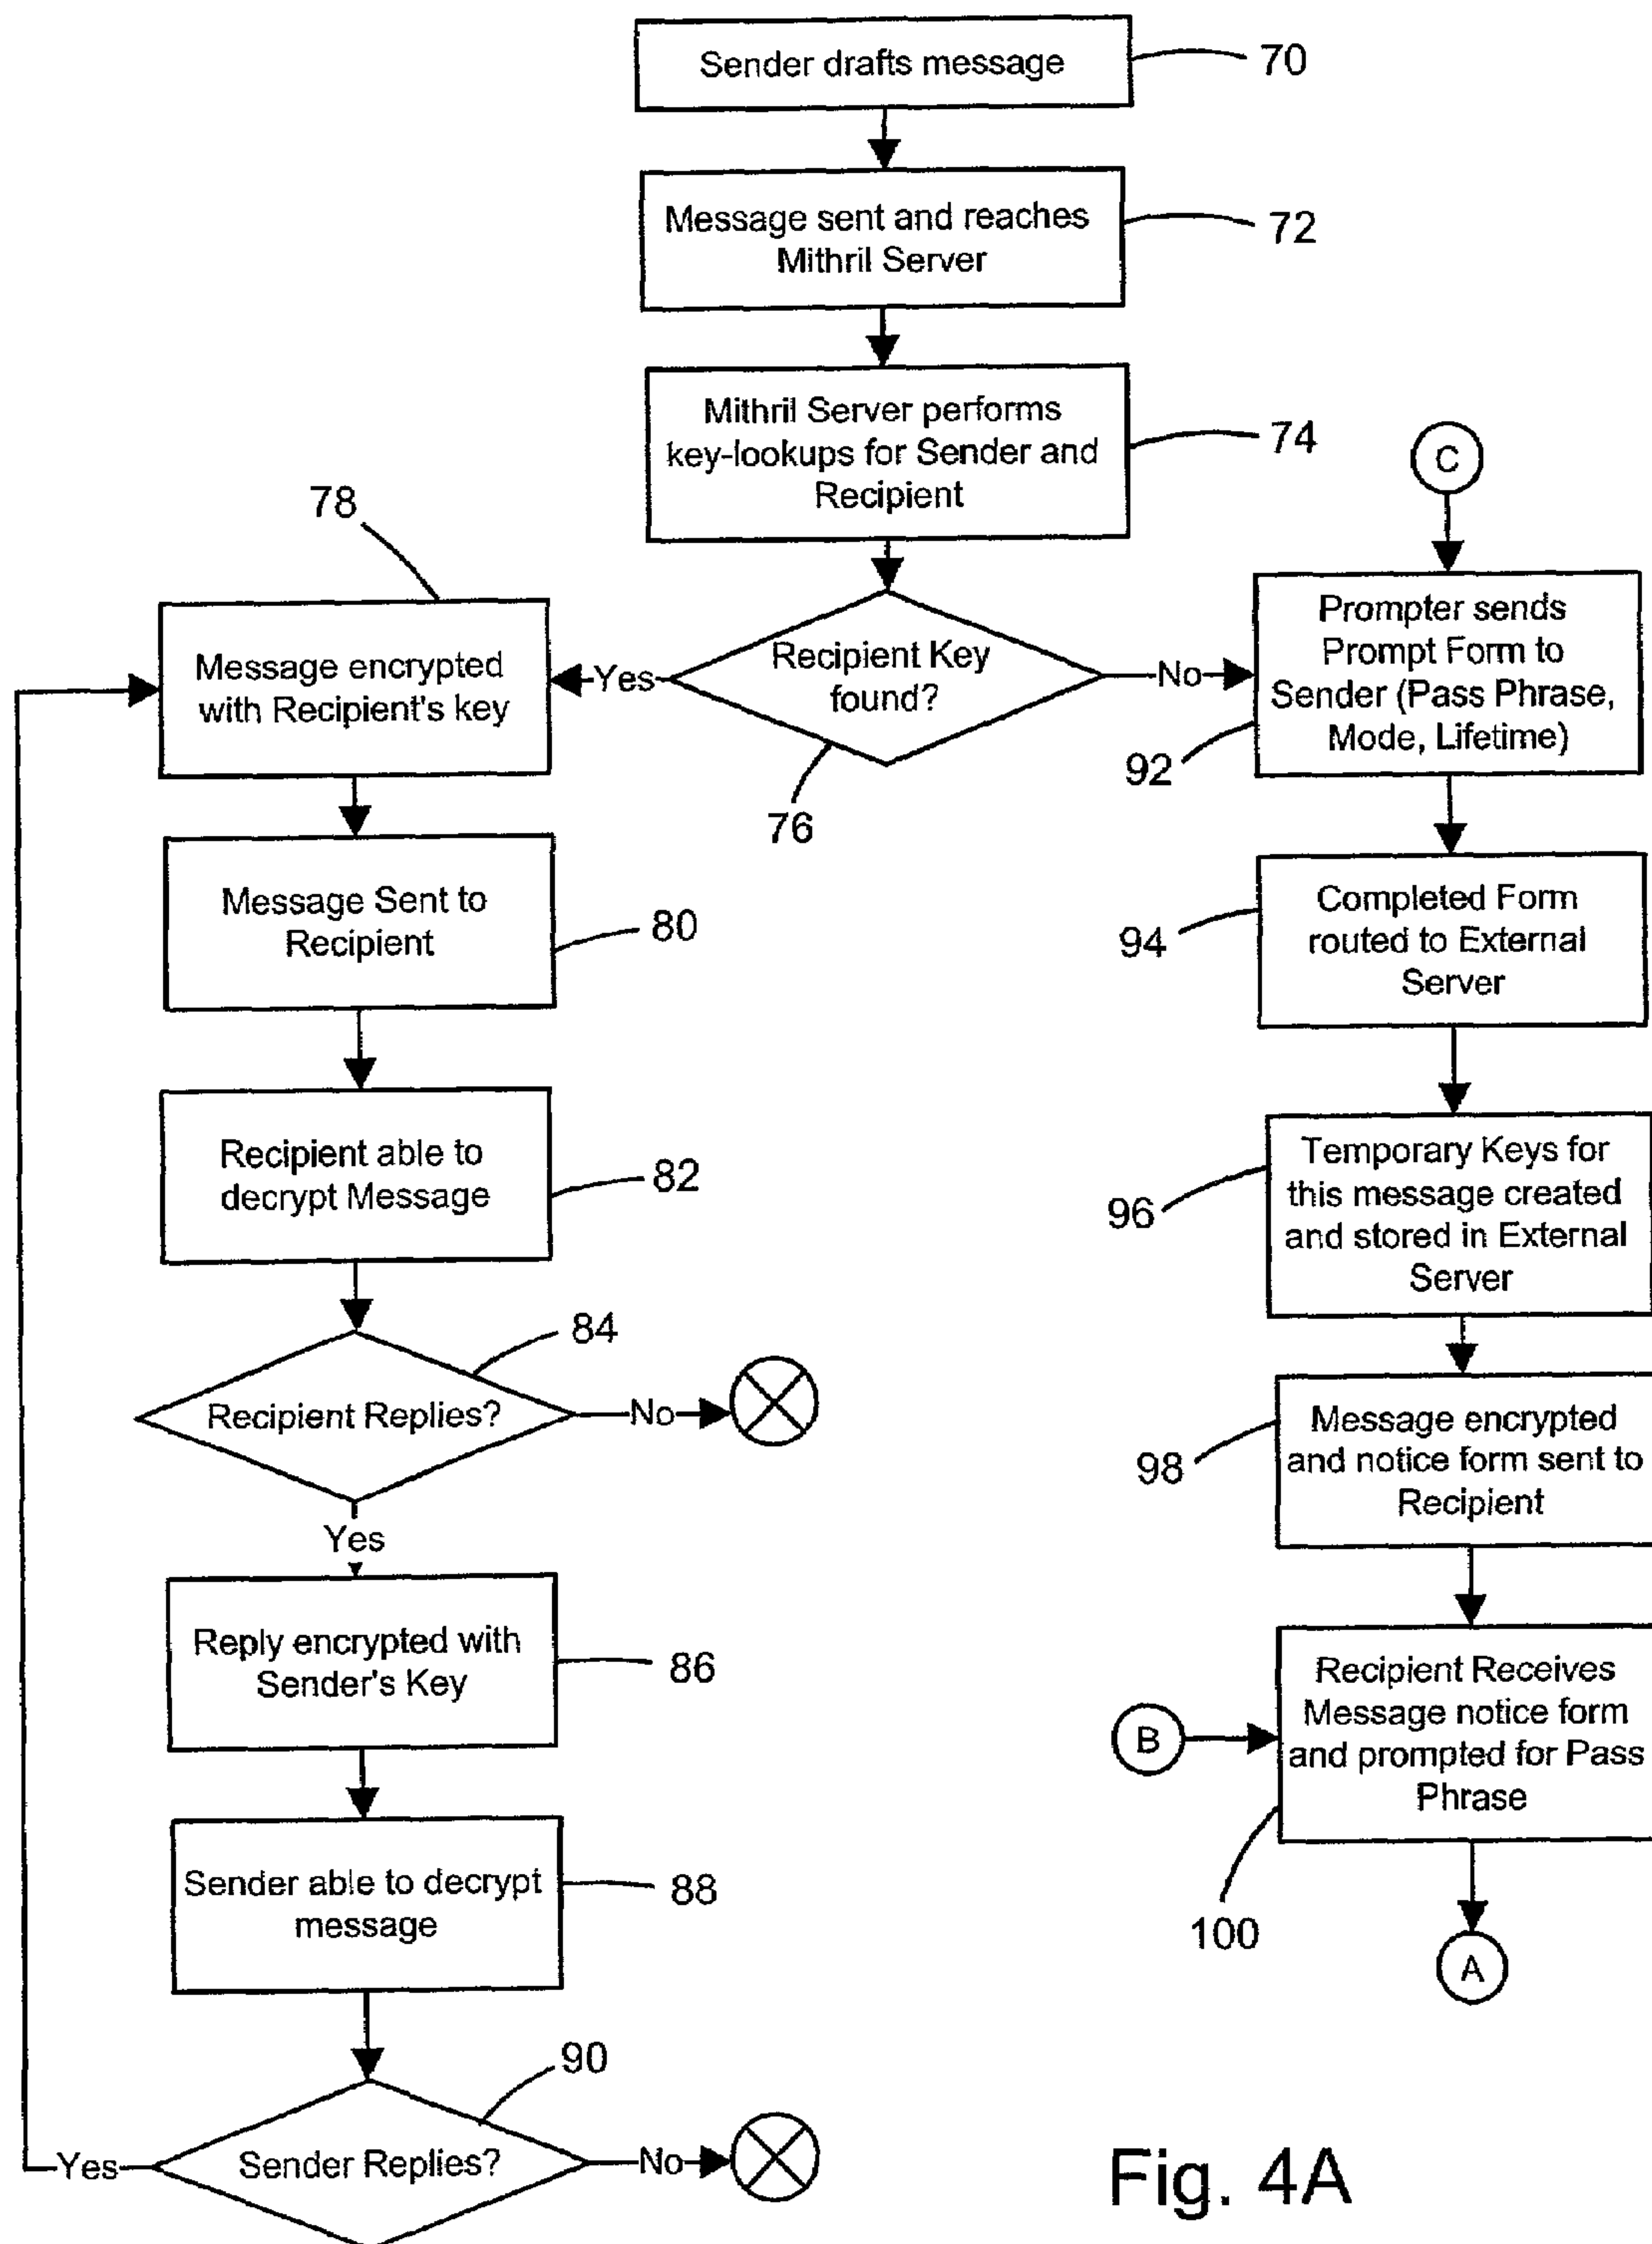 Sender drafts message
70
Message sent and reaches
Mithril Server
72
Mithril Server performs
key-lookups for Sender and
Recipient
74
C
78
Message encrypted
with Recipient's key
Yes
Recipient Key
found?
No
76
Prompter sends
Prompt Form to
Sender (Pass Phrase,
Mode, Lifetime)
92
Message Sent to
Recipient
80
Completed Form
routed to External
Server
94
Recipient able to
decrypt Message
82
Temporary Keys for
this message created
and stored in External
Server
96
84
Recipient Replies?
No
Yes
Message encrypted
and notice form sent to
Recipient
98
Reply encrypted with
Sender's Key
86
Recipient Receives
Message notice form
and prompted for Pass
Phrase
B
100
Sender able to decrypt
message
88
A
90
Sender Replies?
Yes
No
Fig. 4A